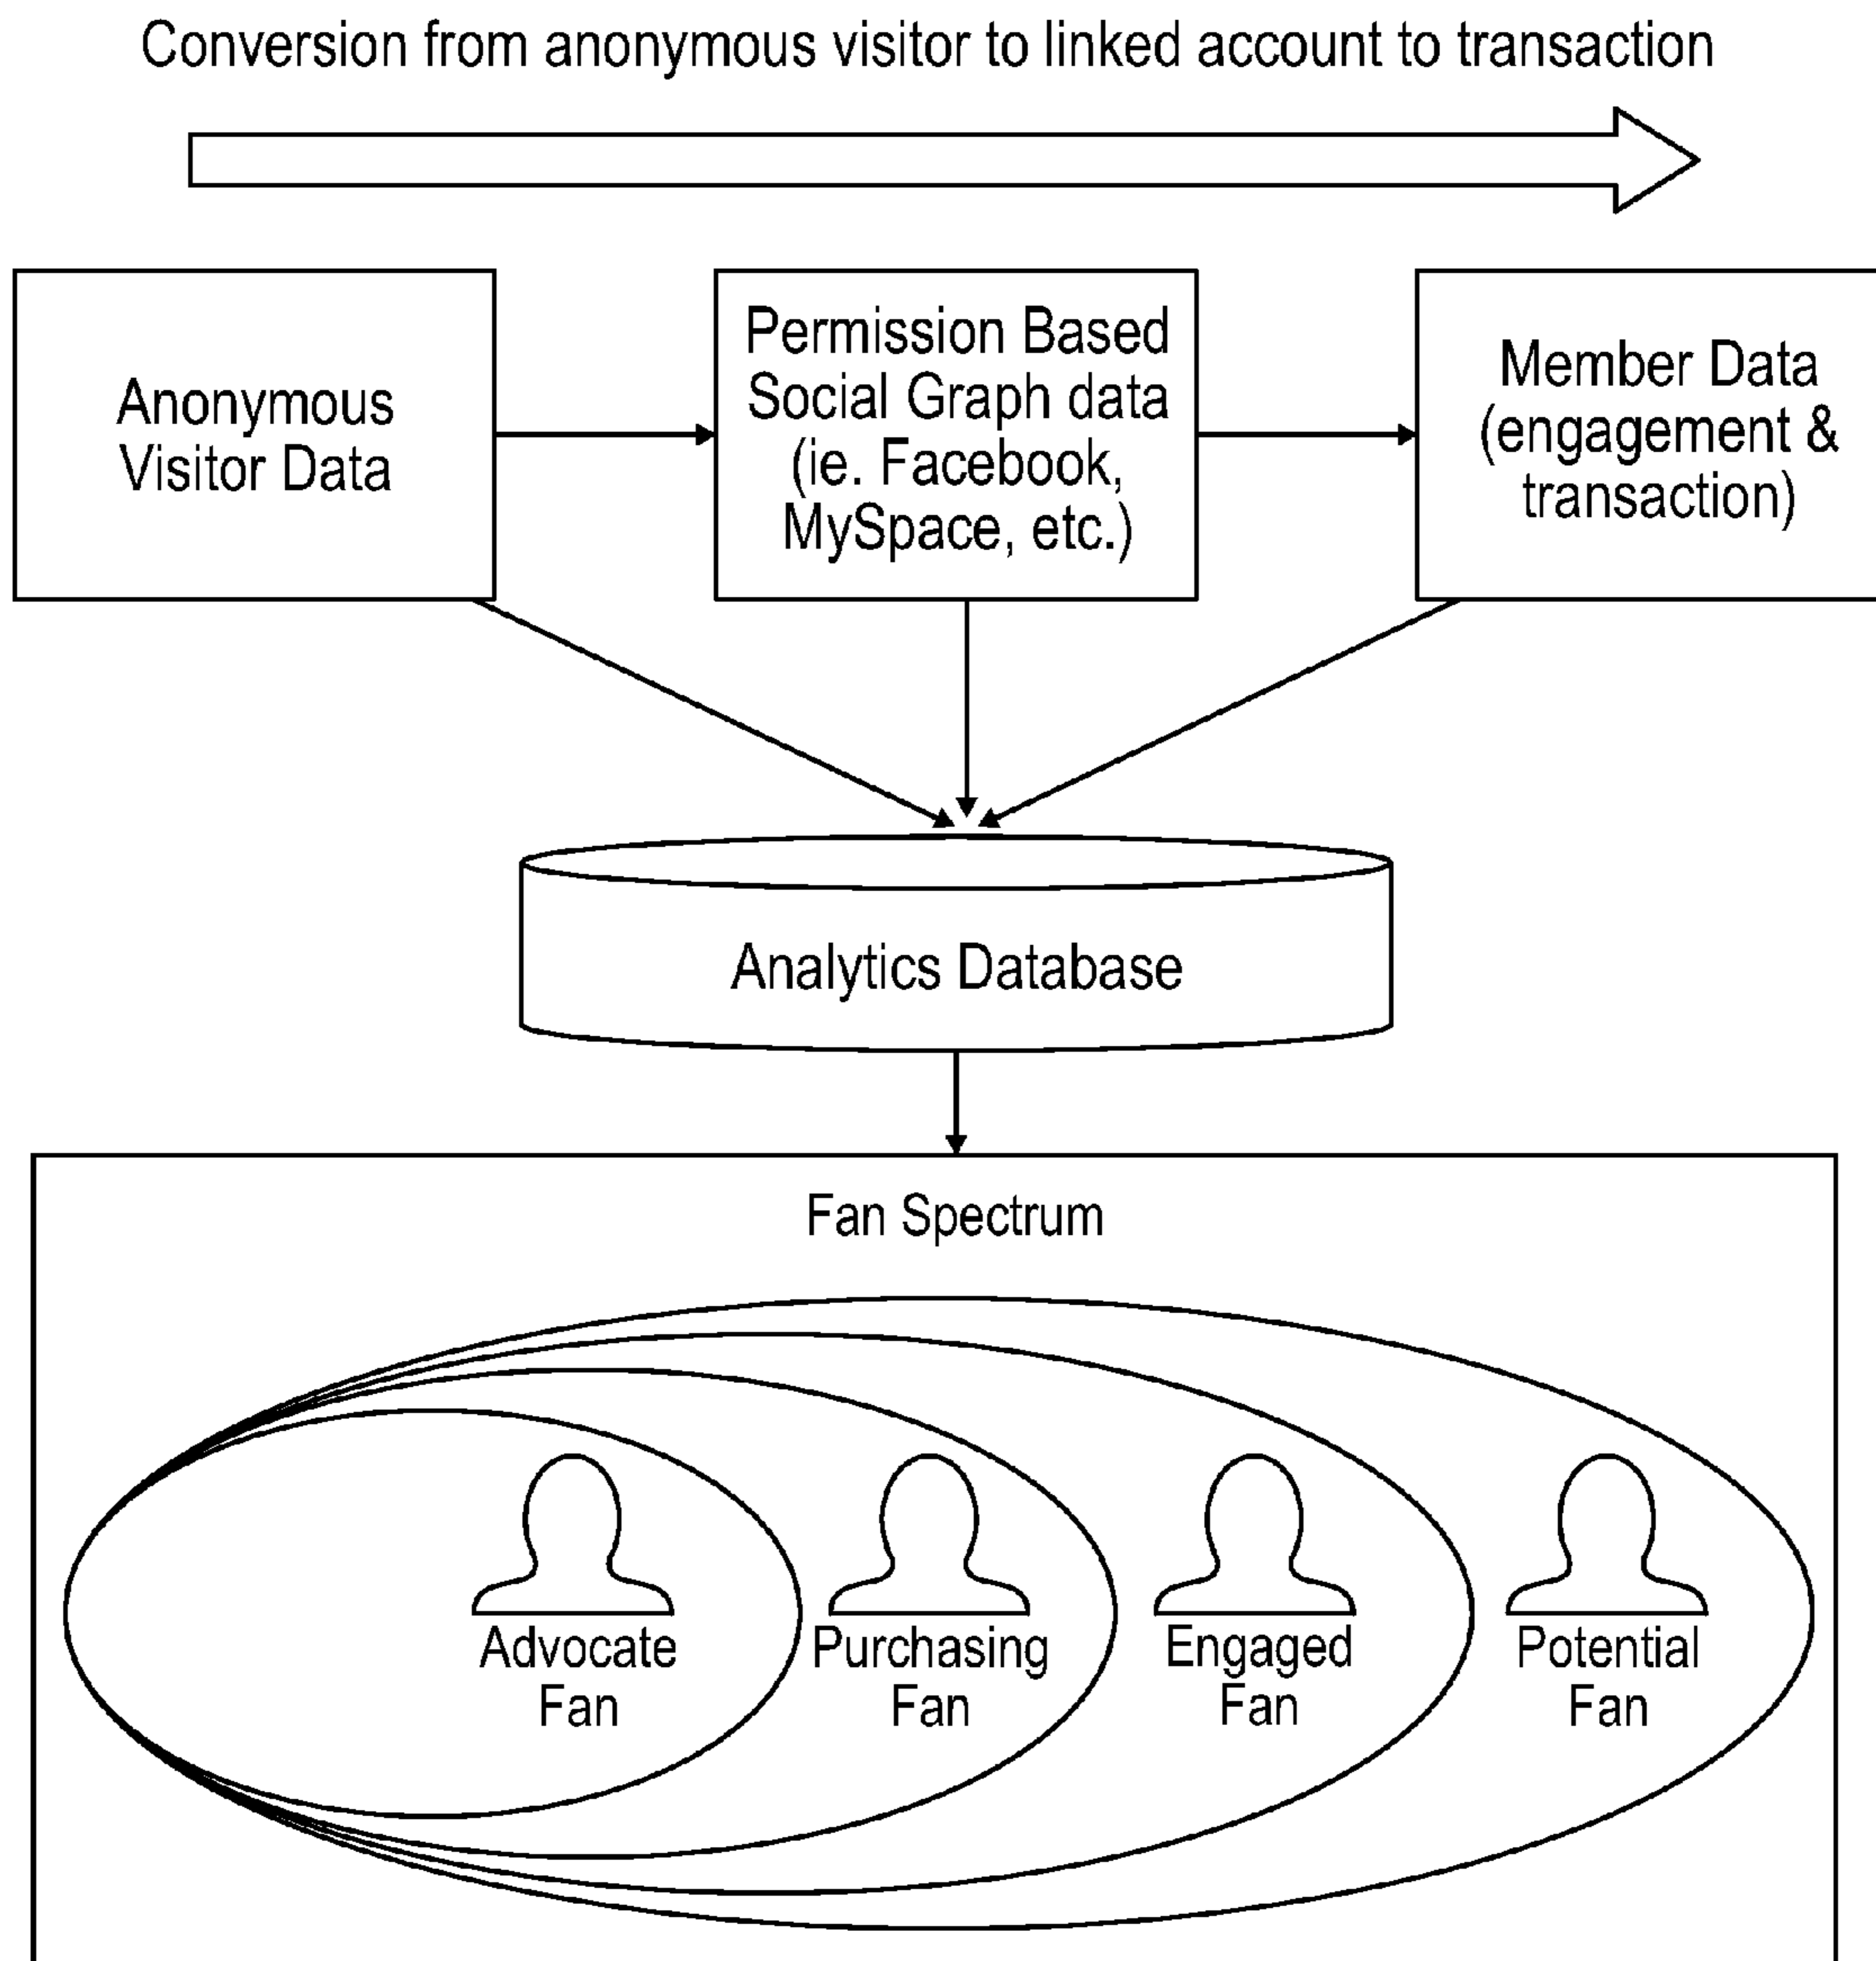 Conversion from anonymous visitor to linked account to transaction
Anonymous
Visitor Data
Permission Based
Social Graph data
(ie. Facebook,
MySpace, etc.)
Member Data
(engagement &
transaction)
Analytics Database
Fan Spectrum
Advocate
Fan
Purchasing
Fan
Engaged
Fan
Potential
Fan